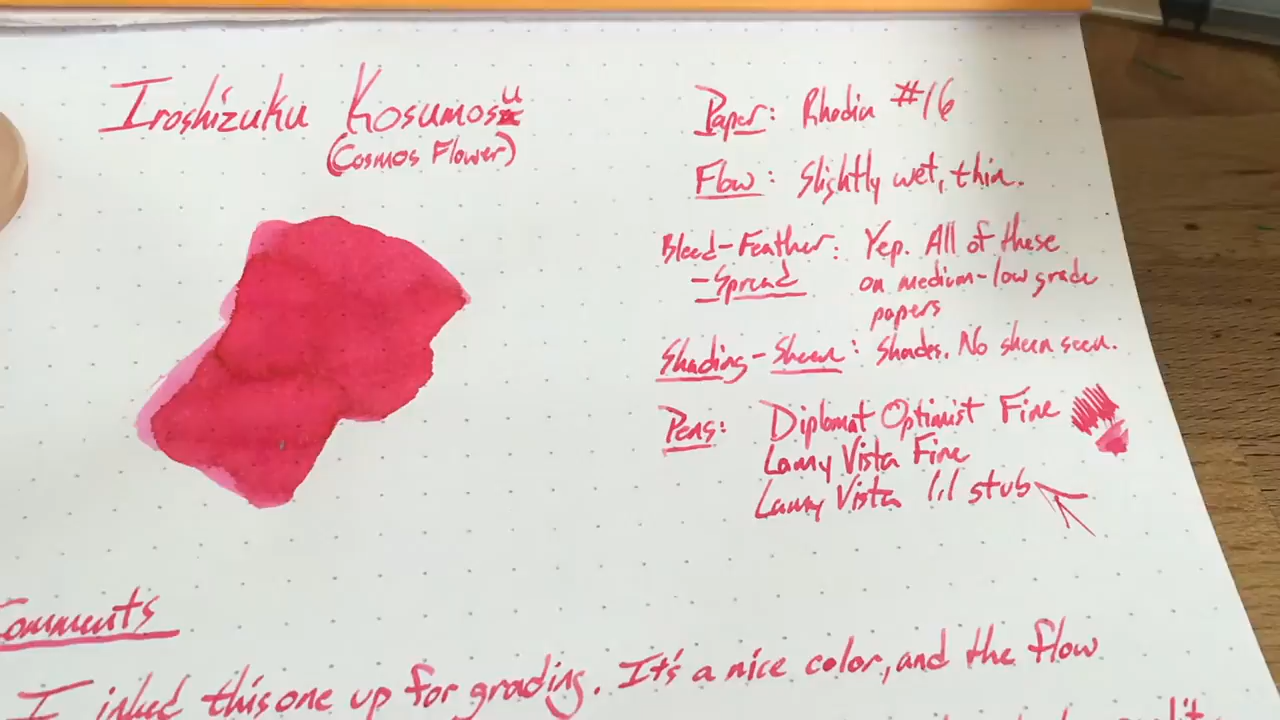 Iroshizuku Kosumosu
(Cosmos Flower)
Paper: Rhodia #16
Flow: Slightly wet, thin.
Bleed-Feather: Yep. All of these
-Spread on medium-low grade
papers
Shading-Sheen: Shades. No sheen seen.
Pens: Diplomat Optimist Fine
Lamy Vista Fine
Lamy Vista 1.1 stub
Comments
I inked this one up for grading. It's a nice color, and the flow